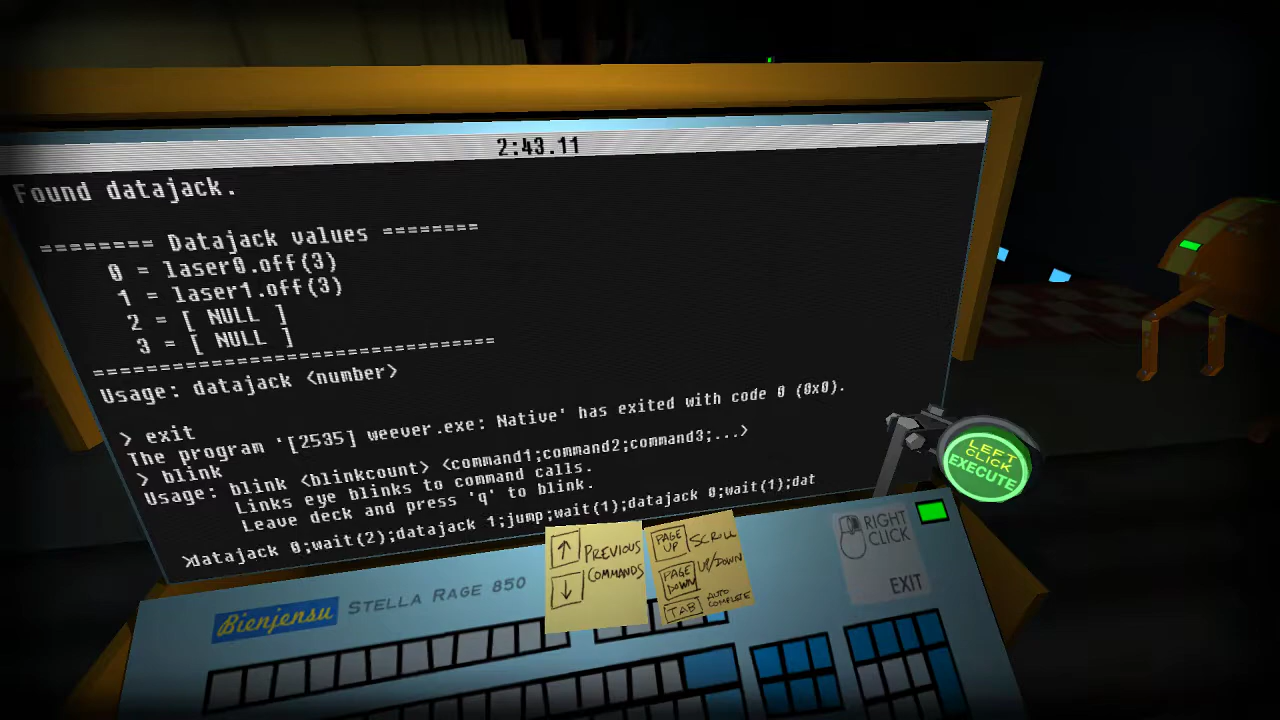 2:43.11
Found datajack.
======== Datajack values ========
0 = laser0.off(3)
1 = laser1.off(3)
2 = [ NULL ]
3 = [ NULL ]
=================================
Usage: datajack <number>
> exit
The program '[2535] weever.exe: Native' has exited with code 0 (0x0).
> blink
Usage: blink <blinkcount> <command1;command2;command3;...>
Links eye blinks to command calls.
Leave deck and press 'q' to blink.
>datajack 0;wait(2);datajack 1;jump;wait(1);datajack 0;wait(1);dat
LEFT
CLICK
EXECUTE
↑ PREVIOUS
↓ COMMANDS
PAGE UP SCROLL
PAGE DOWN UP/DOWN
TAB AUTO COMPLETE
RIGHT
CLICK
EXIT
Bienjensu STELLA RAGE 850